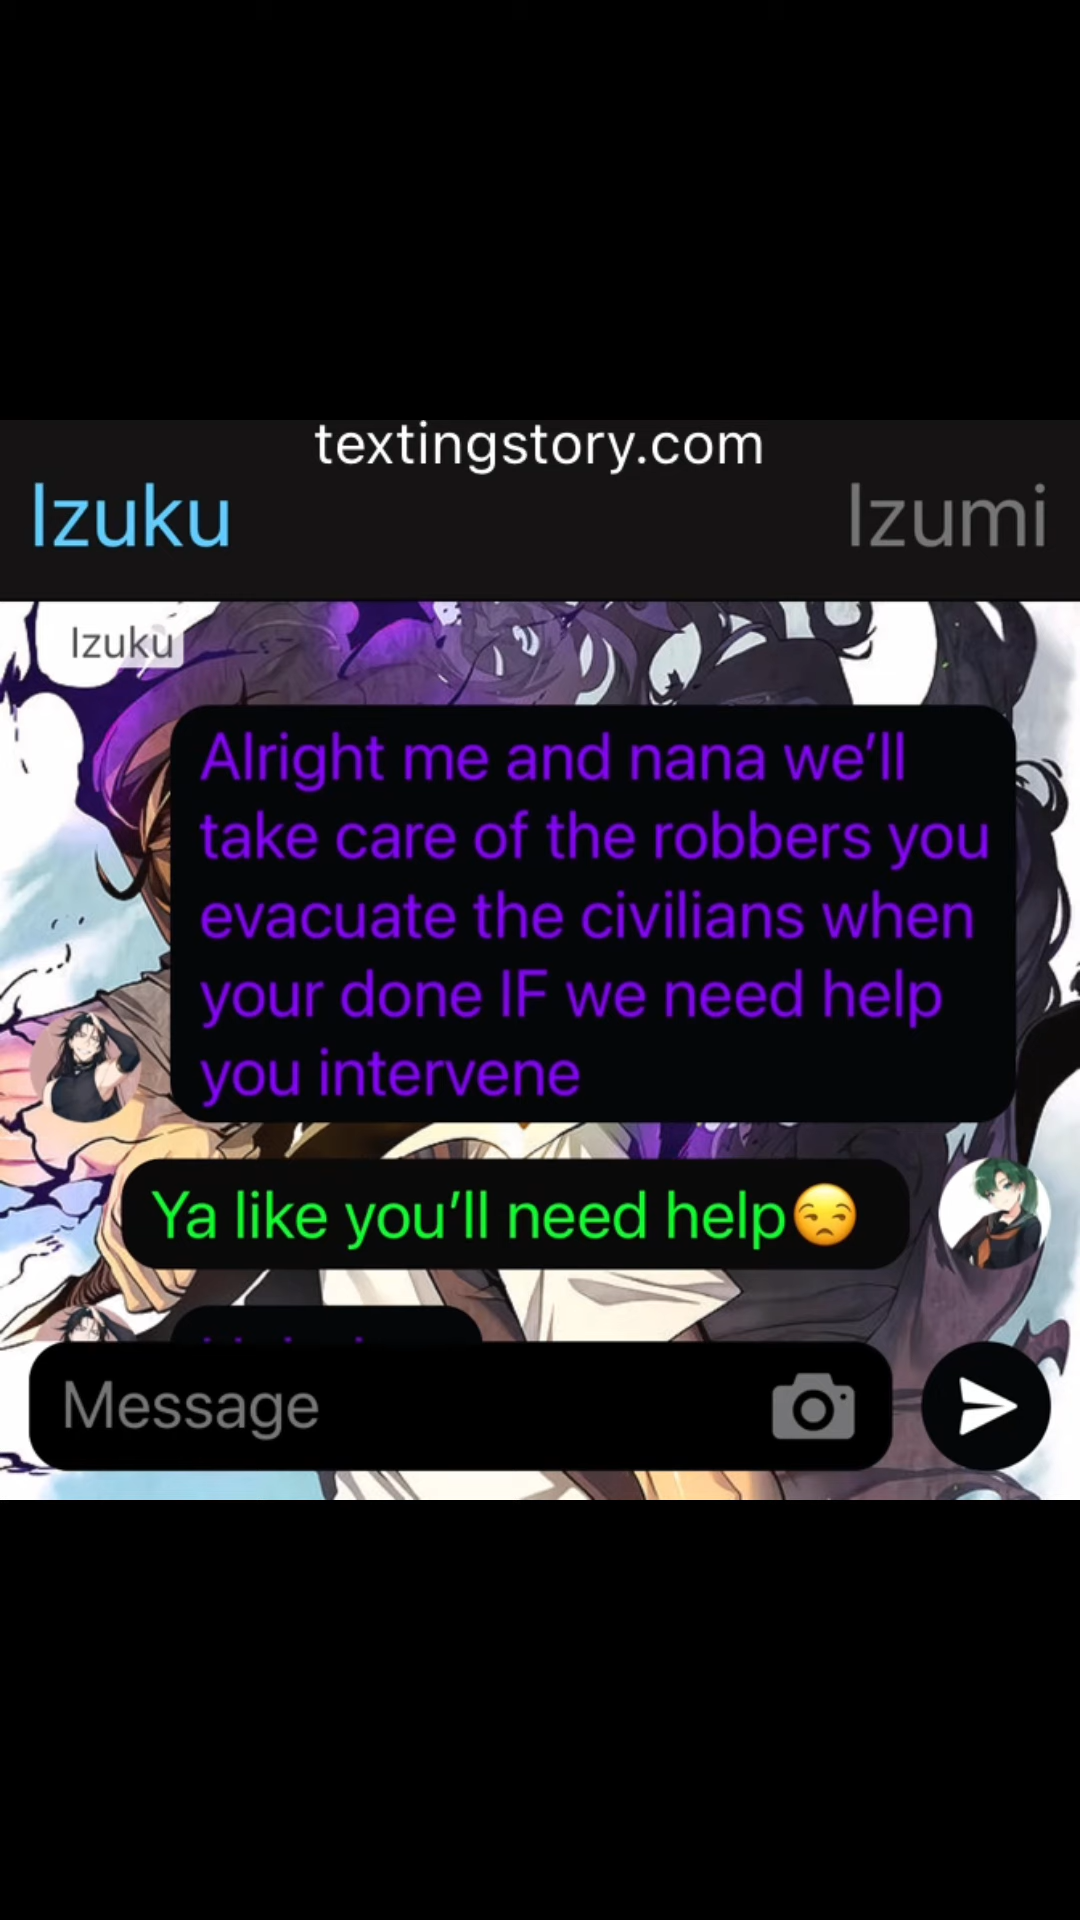 textingstory.com
Izuku
Izumi
Izuku
Alright me and nana we’ll
take care of the robbers you
evacuate the civilians when
your done IF we need help
you intervene
Ya like you’ll need help😒
Message